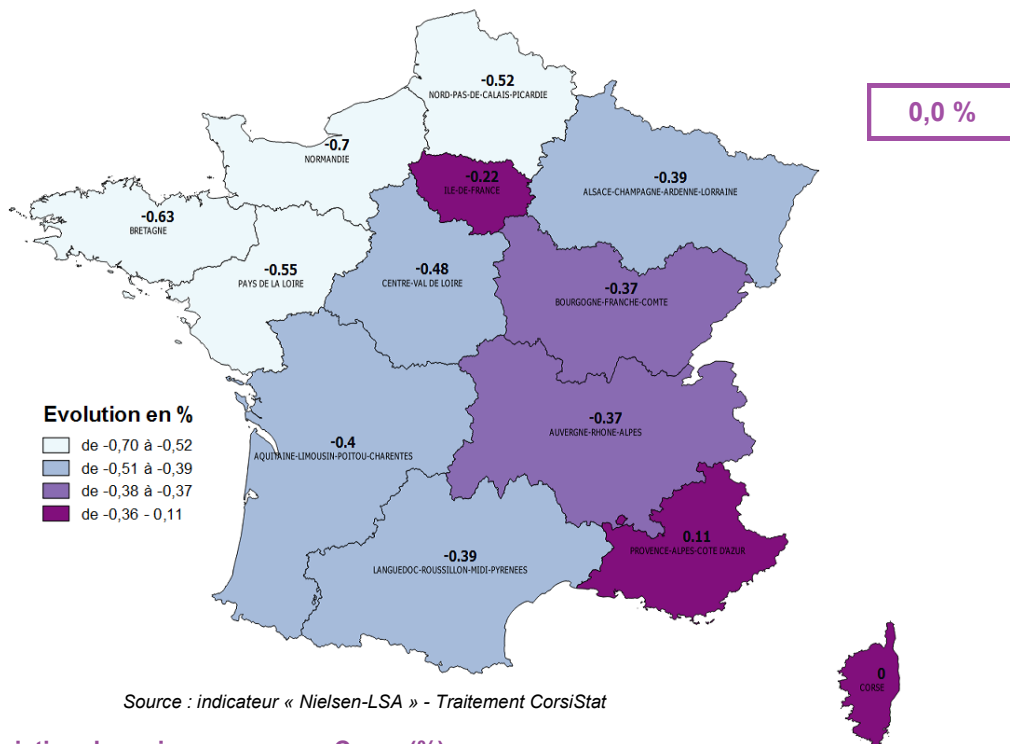 -0.52
NORD-PAS-DE-CALAIS-PICARDIE
0,0 %
-0.7
NORMANDIE
-0.22
ILE-DE-FRANCE
-0.39
ALSACE-CHAMPAGNE-ARDENNE-LORRAINE
-0.63
BRETAGNE
-0.55
PAYS DE LA LOIRE
-0.48
CENTRE-VAL DE LOIRE
-0.37
BOURGOGNE-FRANCHE-COMTE
Evolution en %
de -0,70 à -0,52
de -0,51 à -0,39
de -0,38 à -0,37
de -0,36 - 0,11
-0.4
AQUITAINE-LIMOUSIN-POITOU-CHARENTES
-0.37
AUVERGNE-RHONE-ALPES
-0.39
LANGUEDOC-ROUSSILLON-MIDI-PYRENEES
0.11
PROVENCE-ALPES-COTE D'AZUR
0
CORSE
Source : indicateur « Nielsen-LSA » - Traitement CorsiStat